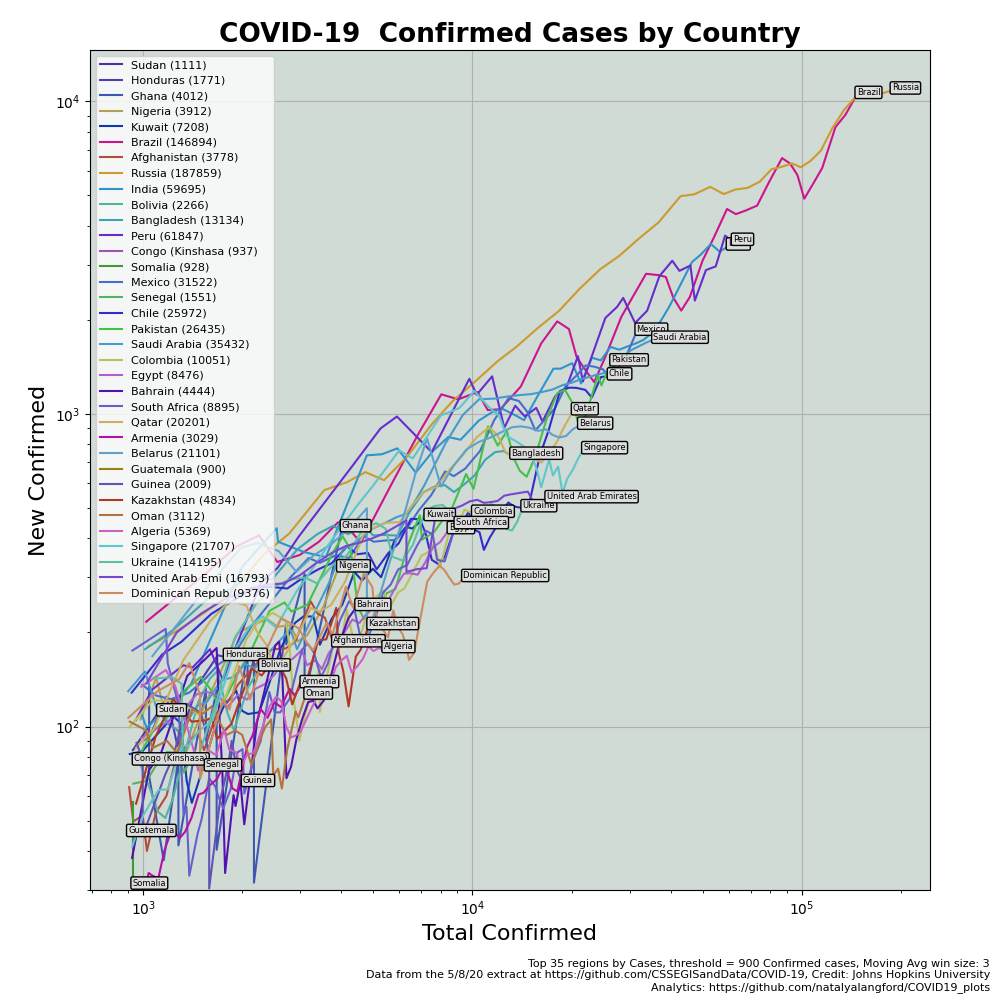 COVID-19 Confirmed Cases by Country
Sudan (1111)
Honduras (1771)
Ghana (4012)
Nigeria (3912)
Kuwait (7208)
Brazil (146894)
Afghanistan (3778)
Russia (187859)
India (59695)
Bolivia (2266)
Bangladesh (13134)
Peru (61847)
Congo (Kinshasa (937)
Somalia (928)
Mexico (31522)
Senegal (1551)
Chile (25972)
Pakistan (26435)
Saudi Arabia (35432)
Colombia (10051)
Egypt (8476)
Bahrain (4444)
South Africa (8895)
Qatar (20201)
Armenia (3029)
Belarus (21101)
Guatemala (900)
Guinea (2009)
Kazakhstan (4834)
Oman (3112)
Algeria (5369)
Singapore (21707)
Ukraine (14195)
United Arab Emi (16793)
Dominican Repub (9376)
Brazil
Russia
Peru
Mexico
Saudi Arabia
Pakistan
Chile
Qatar
Belarus
Singapore
Bangladesh
United Arab Emirates
Ukraine
Colombia
Kuwait
South Africa
Ghana
Nigeria
Dominican Republic
Bahrain
Kazakhstan
Afghanistan
Algeria
Honduras
Bolivia
Armenia
Oman
Sudan
Congo (Kinshasa)
Senegal
Guinea
Guatemala
Somalia
10⁴
10³
10²
10³
10⁴
10⁵
New Confirmed
Total Confirmed
Top 35 regions by Cases, threshold = 900 Confirmed cases, Moving Avg win size: 3
Data from the 5/8/20 extract at https://github.com/CSSEGISandData/COVID-19, Credit: Johns Hopkins University
Analytics: https://github.com/natalyalangford/COVID19_plots